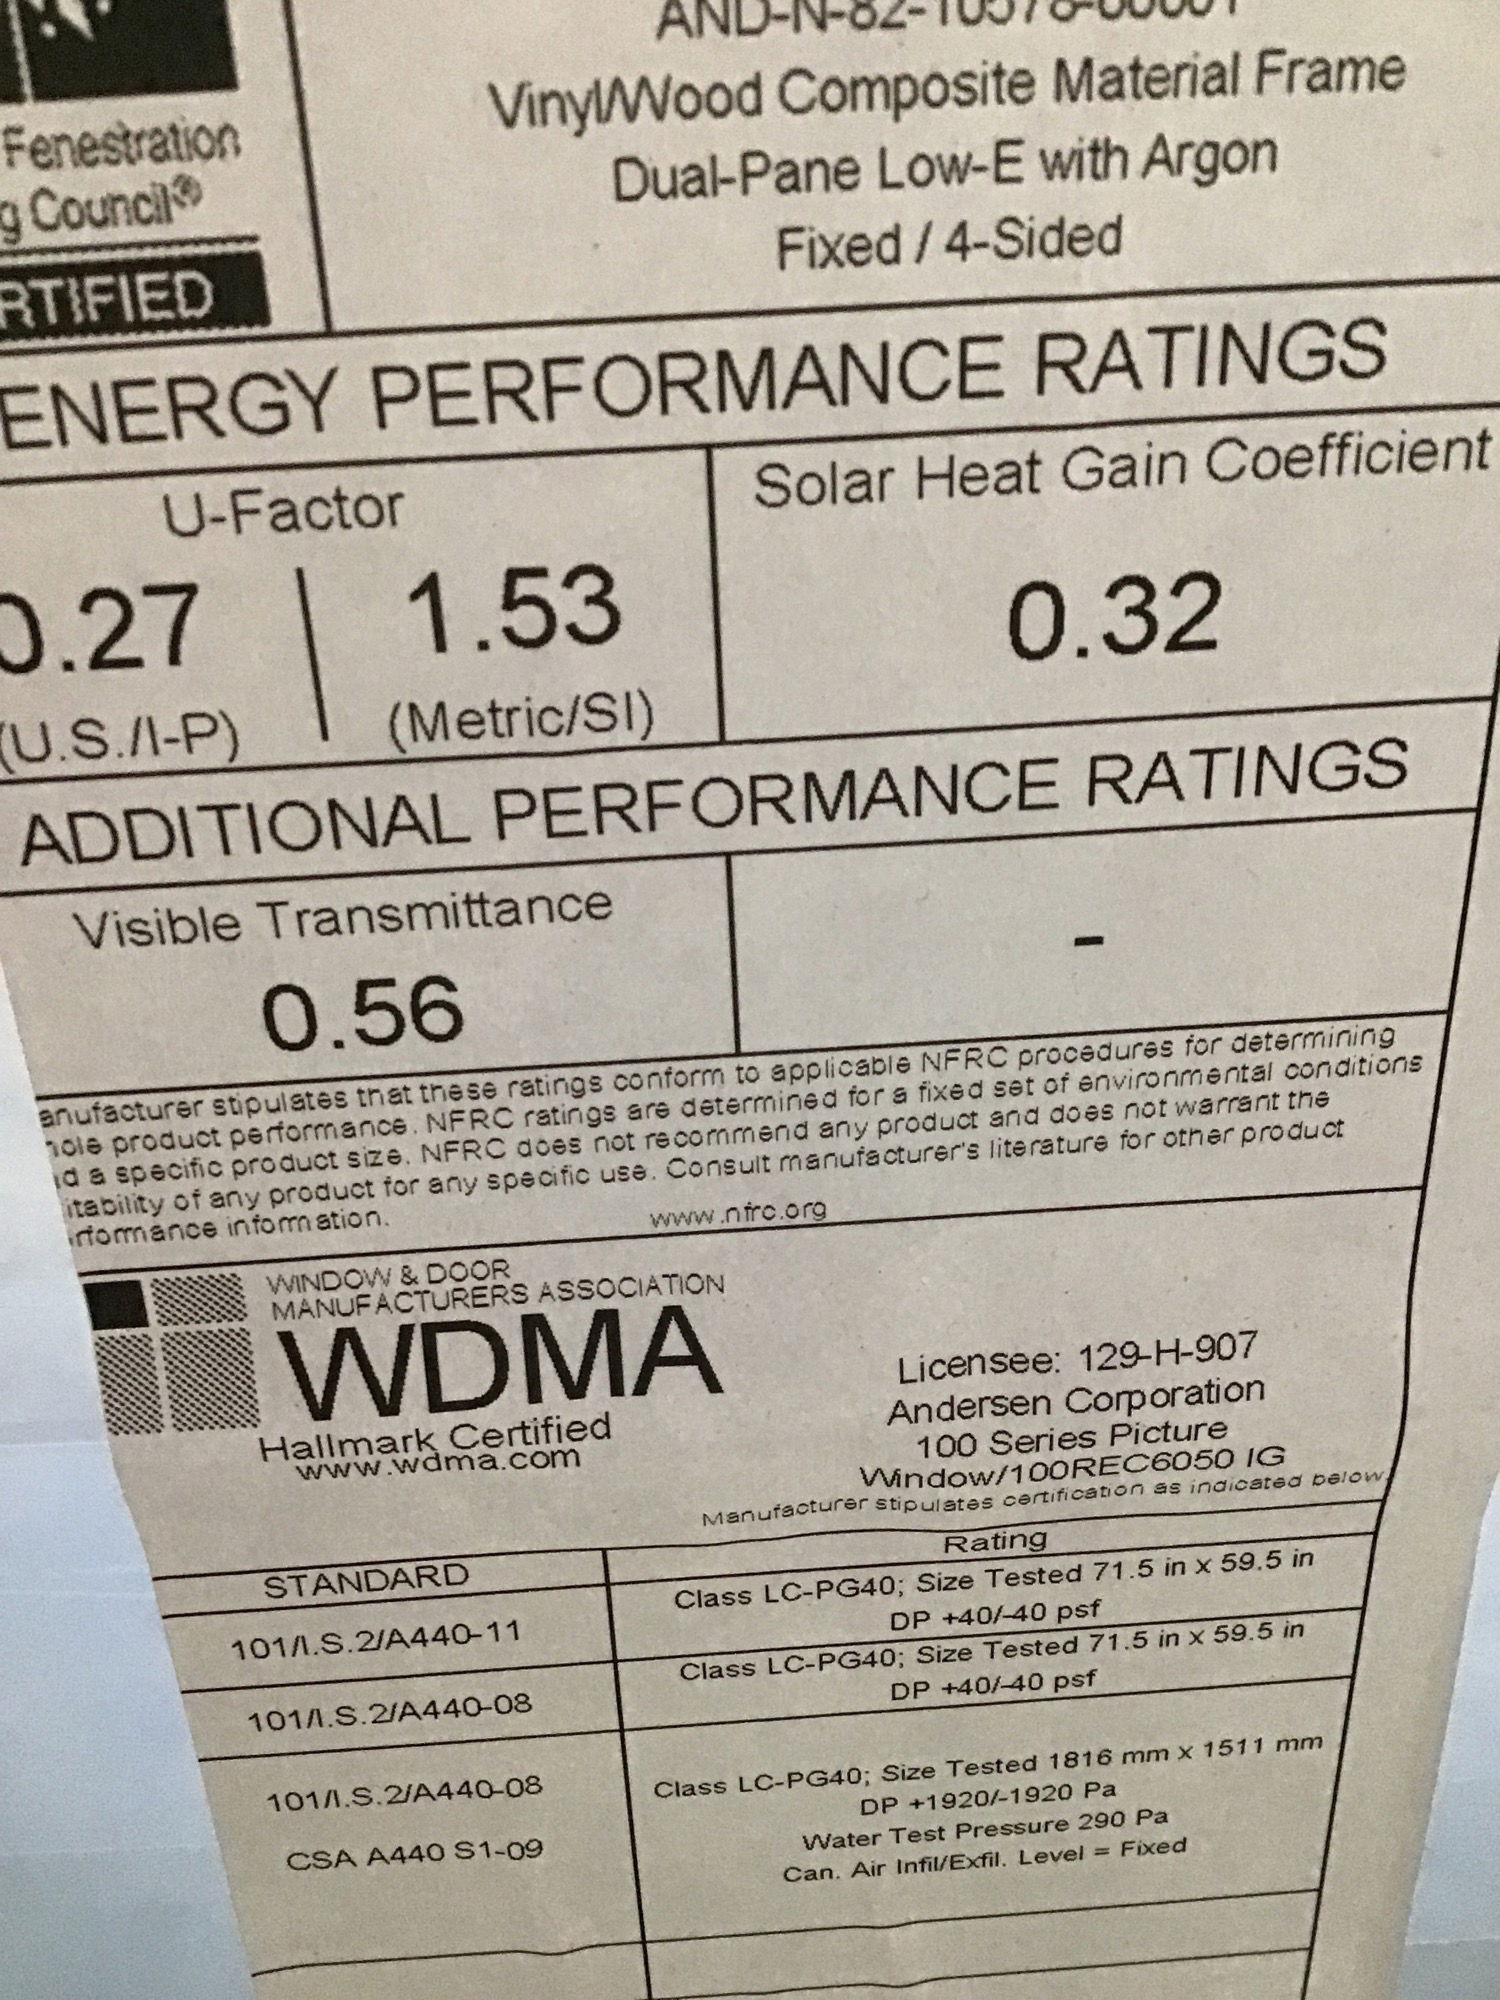 AND-N-82-10578-00001
Vinyl/Wood Composite Material Frame
Dual-Pane Low-E with Argon
Fixed / 4-Sided
Fenestration
g Council®
RTIFIED
ENERGY PERFORMANCE RATINGS
U-Factor
0.27 | 1.53
(U.S./I-P) (Metric/SI)
Solar Heat Gain Coefficient
0.32
ADDITIONAL PERFORMANCE RATINGS
Visible Transmittance
0.56
-
anufacturer stipulates that these ratings conform to applicable NFRC procedures for determining
hole product performance. NFRC ratings are determined for a fixed set of environmental conditions
nd a specific product size. NFRC does not recommend any product and does not warrant the
itability of any product for any specific use. Consult manufacturer's literature for other product
rformance information.
www.nfrc.org
WINDOW & DOOR
MANUFACTURERS ASSOCIATION
WDMA
Hallmark Certified
www.wdma.com
Licensee: 129-H-907
Andersen Corporation
100 Series Picture
Window/100REC6050 IG
Manufacturer stipulates certification as indicated below.
STANDARD Rating
101/I.S.2/A440-11 Class LC-PG40; Size Tested 71.5 in x 59.5 in
DP +40/-40 psf
101/I.S.2/A440-08 Class LC-PG40; Size Tested 71.5 in x 59.5 in
DP +40/-40 psf
101/I.S.2/A440-08 Class LC-PG40; Size Tested 1816 mm x 1511 mm
DP +1920/-1920 Pa
Water Test Pressure 290 Pa
CSA A440 S1-09 Can. Air Infil/Exfil. Level = Fixed